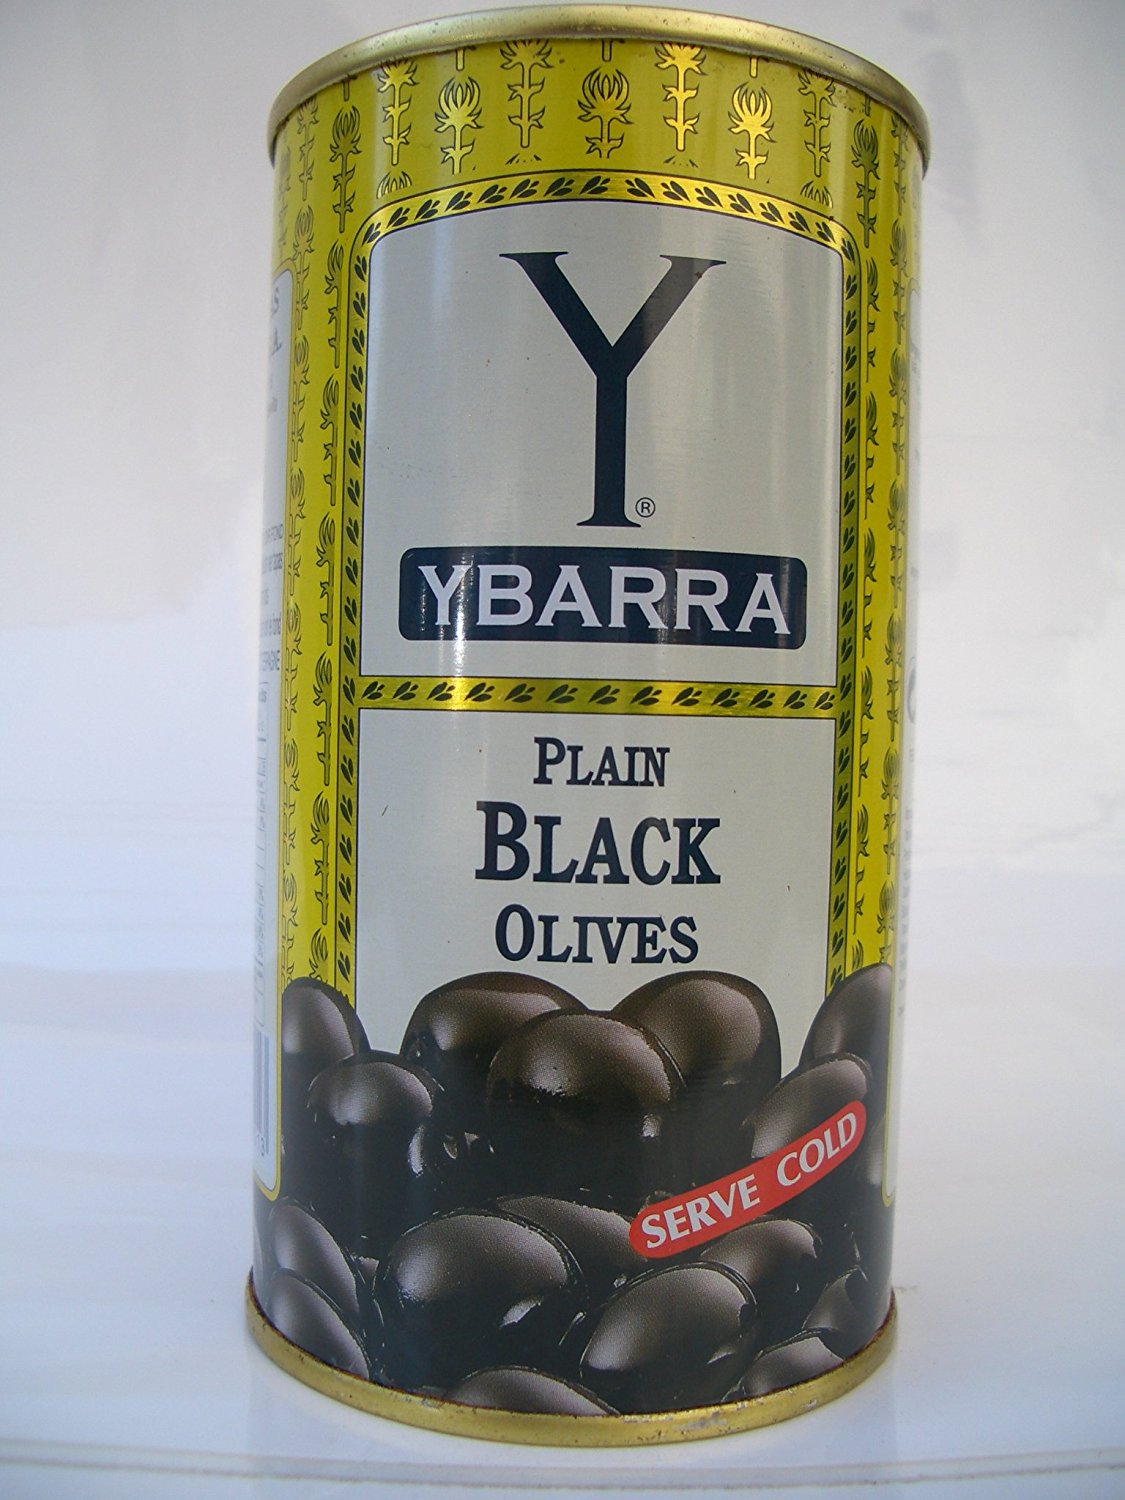 Y
®
YBARRA
PLAIN
BLACK
OLIVES
SERVE COLD